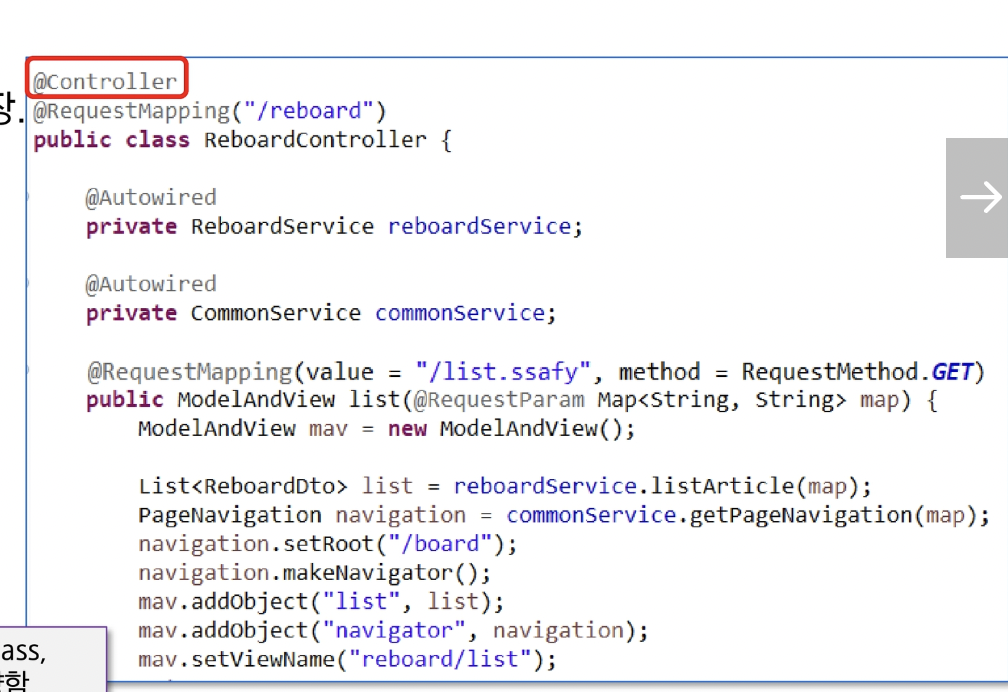 장.
@Controller
@RequestMapping("/reboard")
public class ReboardController {
@Autowired
private ReboardService reboardService;
@Autowired
private CommonService commonService;
@RequestMapping(value = "/list.ssafy", method = RequestMethod.GET)
public ModelAndView list(@RequestParam Map<String, String> map) {
ModelAndView mav = new ModelAndView();
List<ReboardDto> list = reboardService.listArticle(map);
PageNavigation navigation = commonService.getPageNavigation(map);
navigation.setRoot("/board");
navigation.makeNavigator();
mav.addObject("list", list);
mav.addObject("navigator", navigation);
mav.setViewName("reboard/list");
ass,